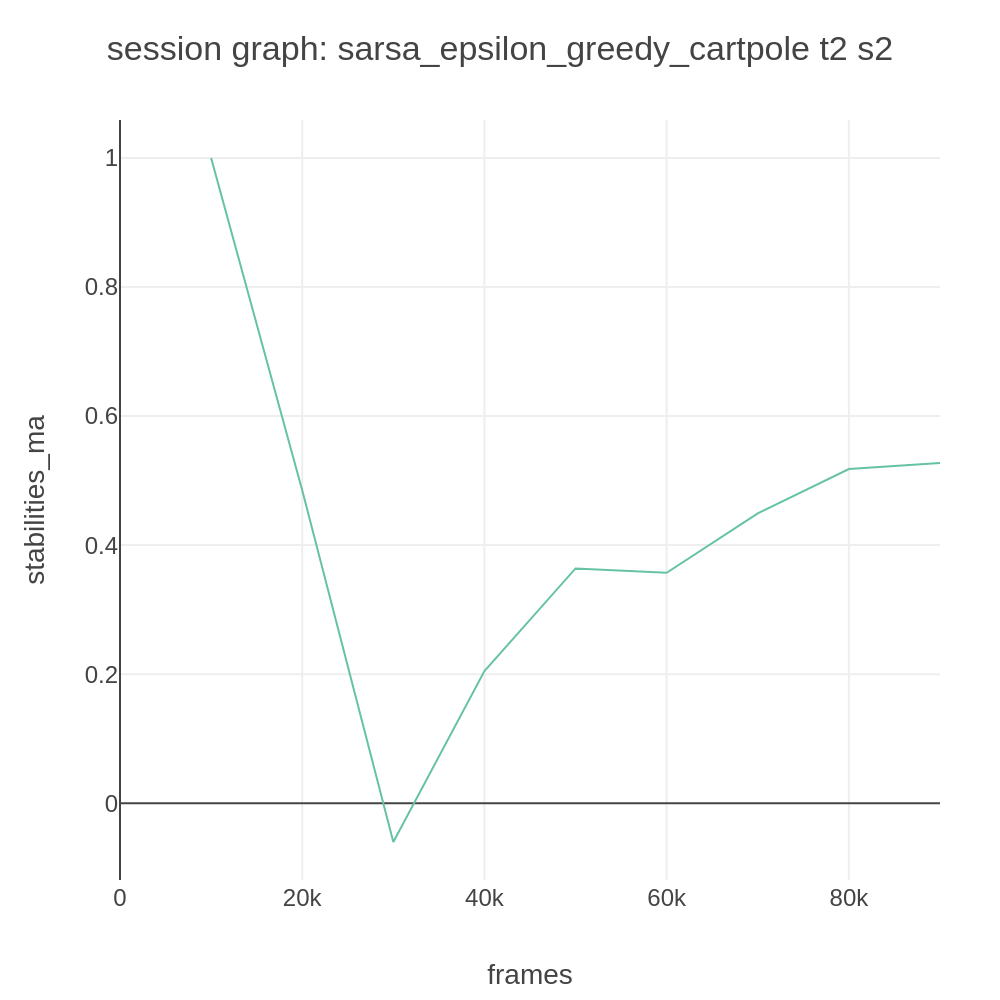 session graph: sarsa_epsilon_greedy_cartpole t2 s2
stabilities_ma
1
0.8
0.6
0.4
0.2
0
0
20k
40k
60k
80k
frames